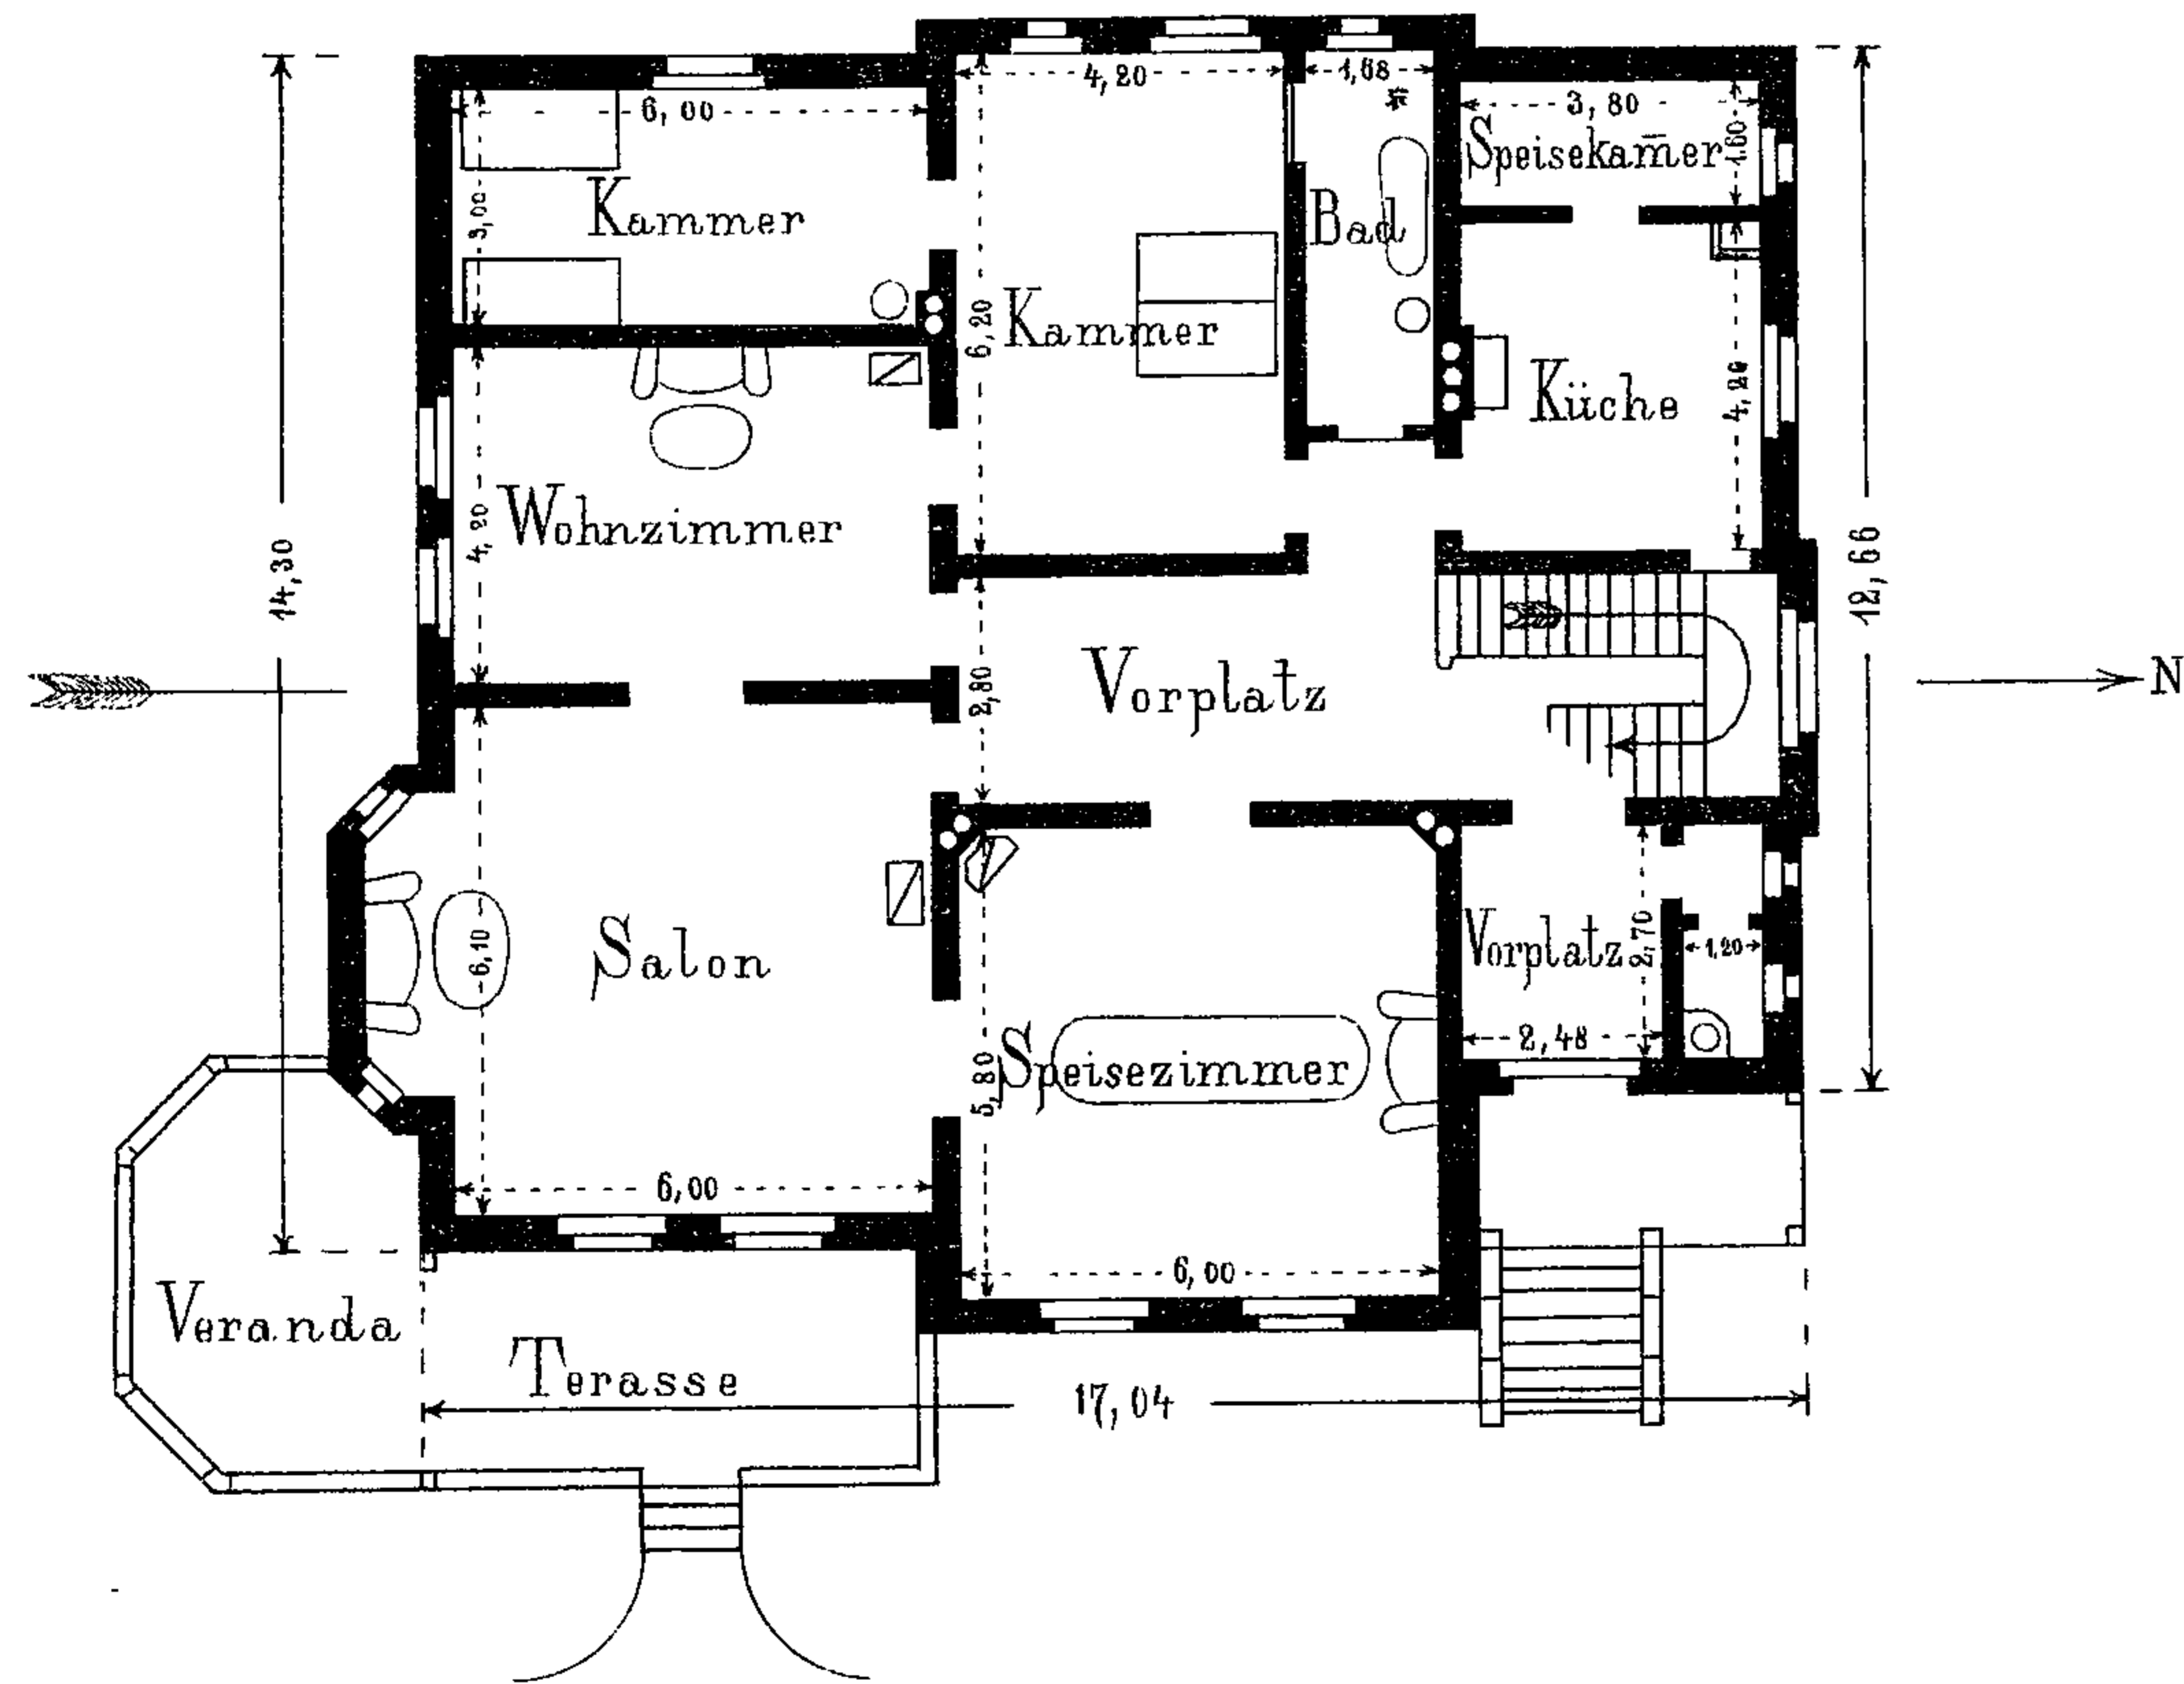 4,20
1,68
6,00
3,80
Speisekam̄er
1,60
Kammer
3,00
Bad
6,20
Kammer
Küche
4,20
Wohnzimmer
4,20
14,30
12,66
N
Vorplatz
2,80
Salon
6,10
Vorplatz
2,70
1,20
2,48
Speisezimmer
5,80
6,00
6,00
Veranda
Terasse
17,04